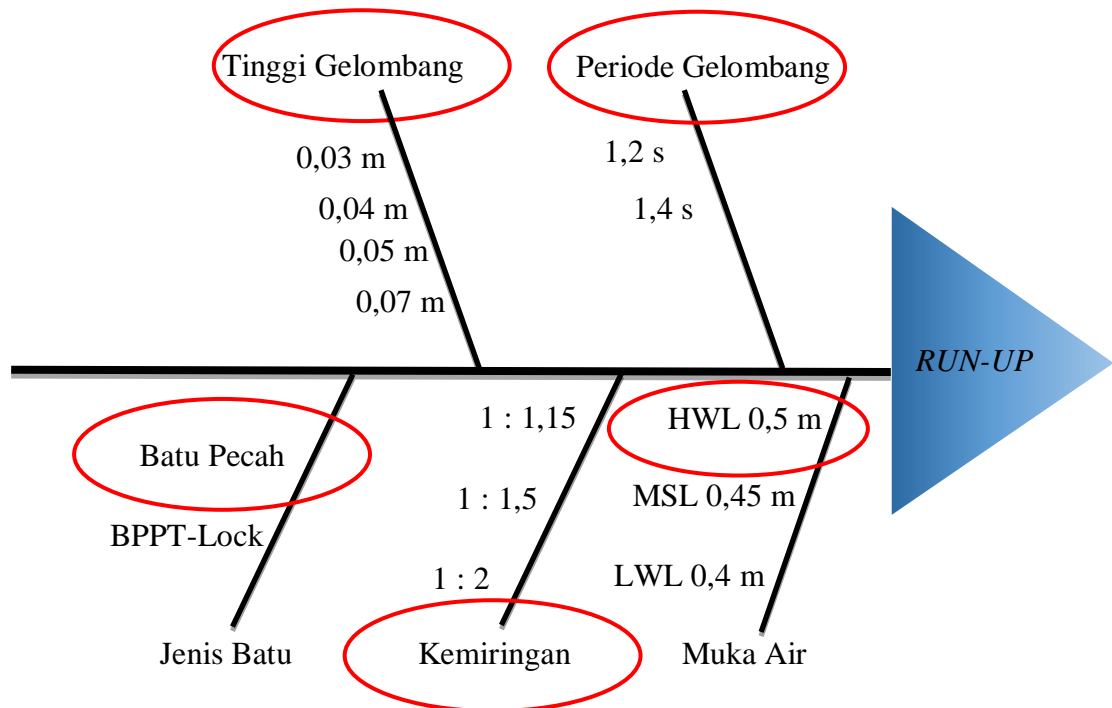 Tinggi Gelombang
0,03 m
0,04 m
0,05 m
0,07 m
Periode Gelombang
1,2 s
1,4 s
RUN-UP
Batu Pecah
BPPT-Lock
Jenis Batu
1 : 1,15
1 : 1,5
1 : 2
Kemiringan
HWL 0,5 m
MSL 0,45 m
LWL 0,4 m
Muka Air